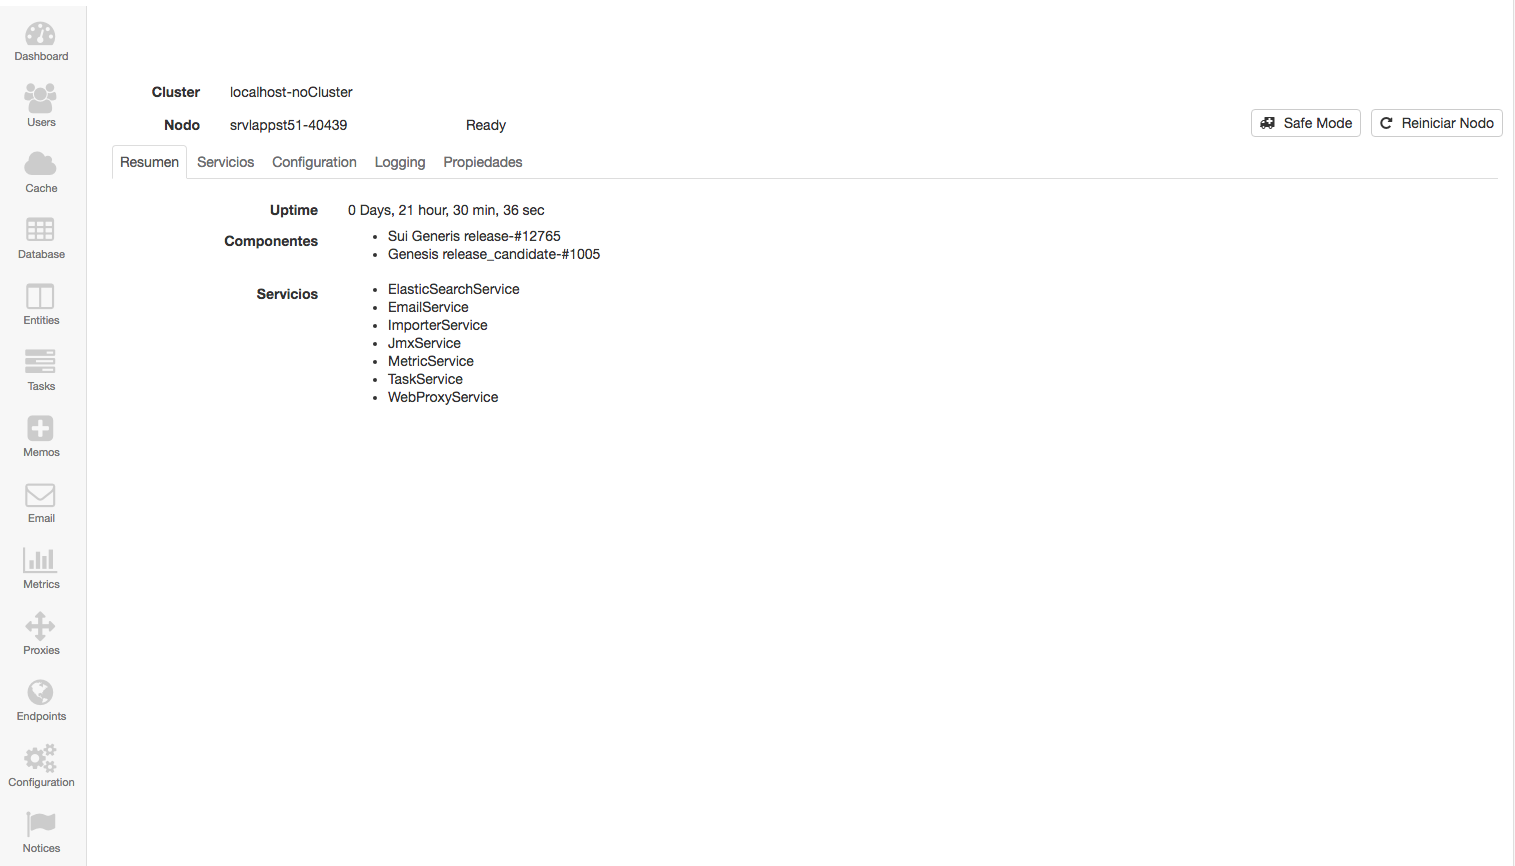 Dashboard
Users
Cache
Database
Entities
Tasks
Memos
Email
Metrics
Proxies
Endpoints
Configuration
Notices
Cluster localhost-noCluster
Nodo srvlappst51-40439 Ready Safe Mode Reiniciar Nodo
Resumen Servicios Configuration Logging Propiedades
Uptime 0 Days, 21 hour, 30 min, 36 sec
Componentes • Sui Generis release-#12765
• Genesis release_candidate-#1005
Servicios • ElasticSearchService
• EmailService
• ImporterService
• JmxService
• MetricService
• TaskService
• WebProxyService